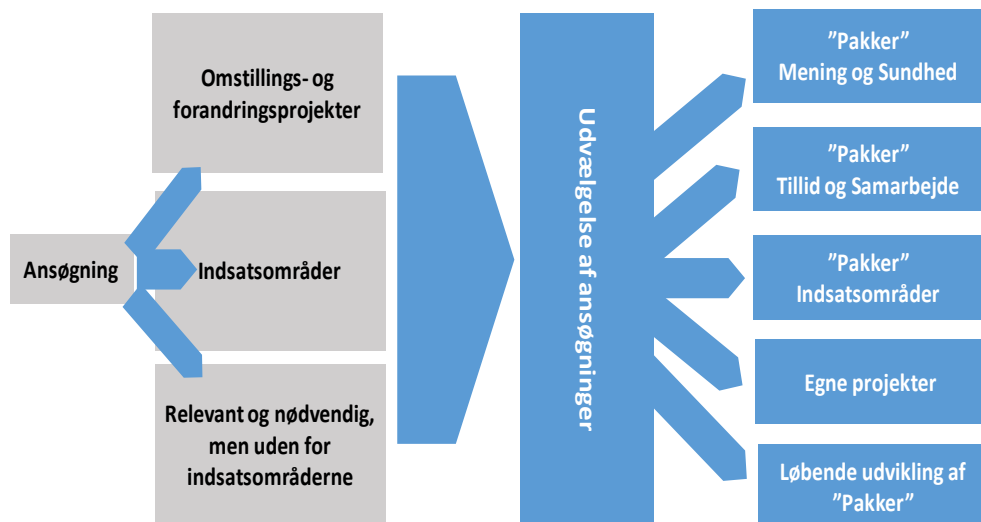 Ansøgning
Omstillings- og
forandringsprojekter
Indsatsområder
Relevant og nødvendig,
men uden for
indsatsområderne
Udvælgelse af ansøgninger
”Pakker”
Mening og Sundhed
”Pakker”
Tillid og Samarbejde
”Pakker”
Indsatsområder
Egne projekter
Løbende udvikling af
”Pakker”